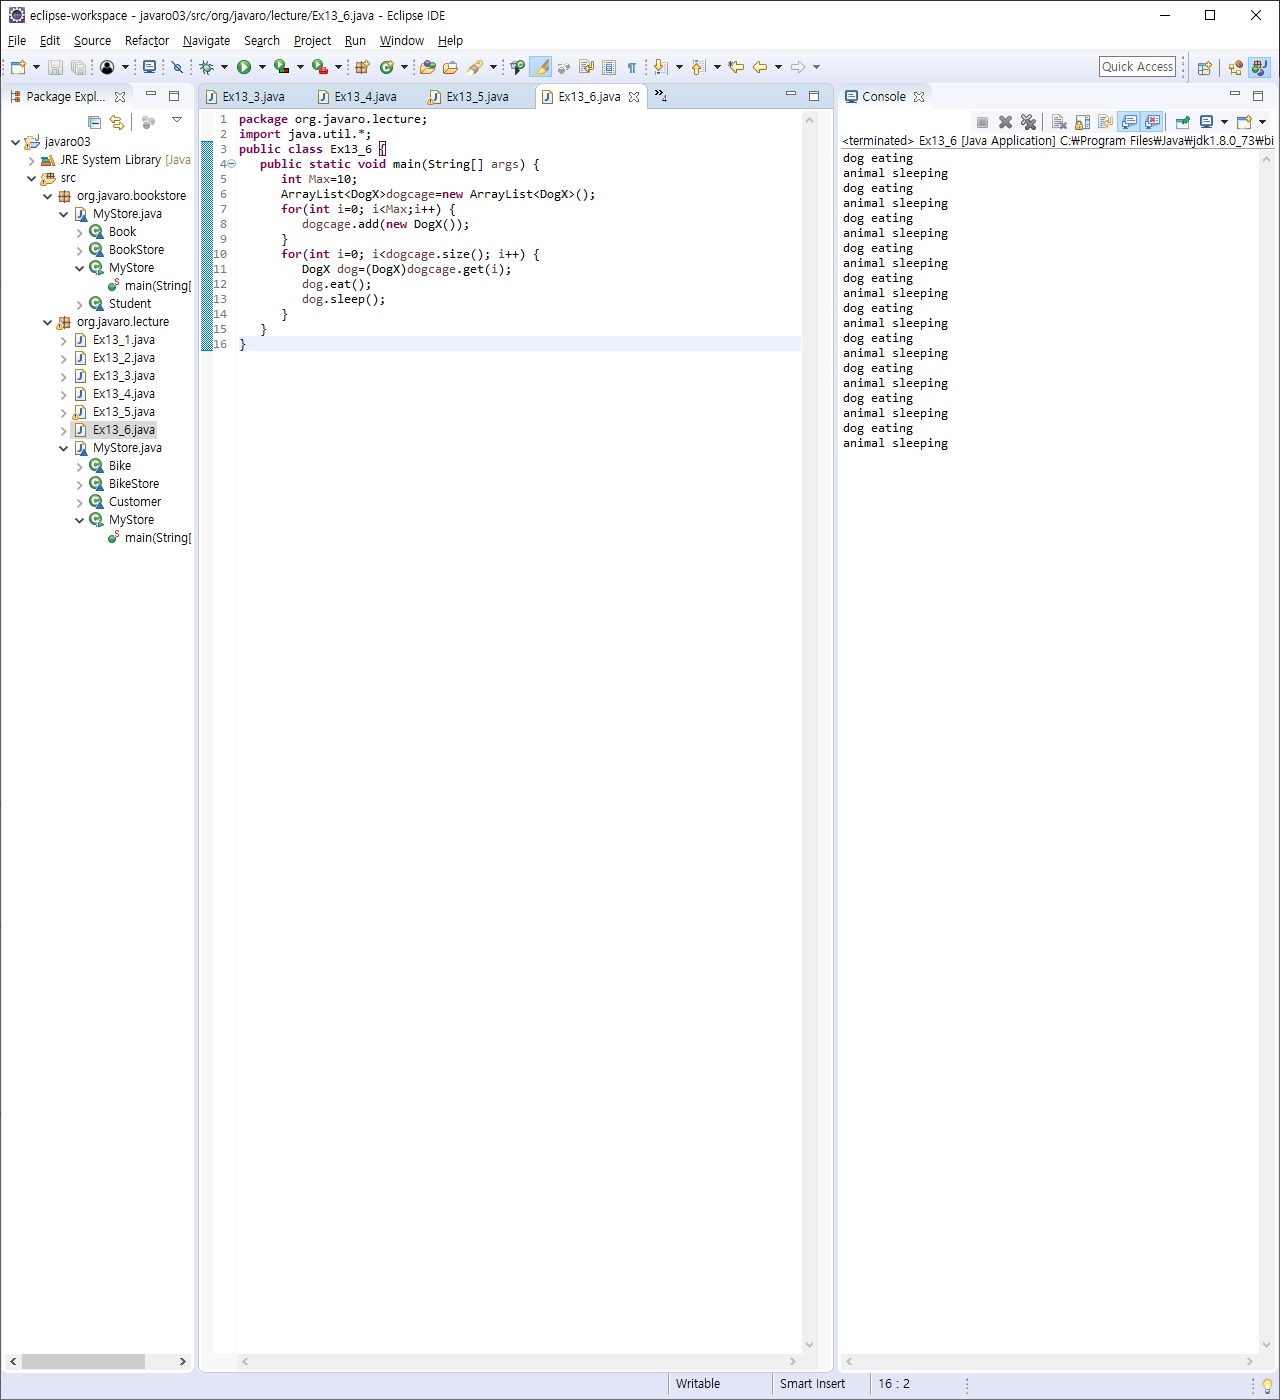 eclipse-workspace - javaro03/src/org/javaro/lecture/Ex13_6.java - Eclipse IDE
File Edit Source Refactor Navigate Search Project Run Window Help
Quick Access
Package Expl...
javaro03
JRE System Library [Java
src
org.javaro.bookstore
MyStore.java
Book
BookStore
MyStore
main(String[
Student
org.javaro.lecture
Ex13_1.java
Ex13_2.java
Ex13_3.java
Ex13_4.java
Ex13_5.java
Ex13_6.java
MyStore.java
Bike
BikeStore
Customer
MyStore
main(String[
Ex13_3.java Ex13_4.java Ex13_5.java Ex13_6.java »4
1 package org.javaro.lecture;
2 import java.util.*;
3 public class Ex13_6 {
4 public static void main(String[] args) {
5 int Max=10;
6 ArrayList<DogX>dogcage=new ArrayList<DogX>();
7 for(int i=0; i<Max;i++) {
8 dogcage.add(new DogX());
9 }
10 for(int i=0; i<dogcage.size(); i++) {
11 DogX dog=(DogX)dogcage.get(i);
12 dog.eat();
13 dog.sleep();
14 }
15 }
16 }
Console
<terminated> Ex13_6 [Java Application] C:₩Program Files₩Java₩jdk1.8.0_73₩bi
dog eating
animal sleeping
dog eating
animal sleeping
dog eating
animal sleeping
dog eating
animal sleeping
dog eating
animal sleeping
dog eating
animal sleeping
dog eating
animal sleeping
dog eating
animal sleeping
dog eating
animal sleeping
dog eating
animal sleeping
Writable Smart Insert 16 : 2